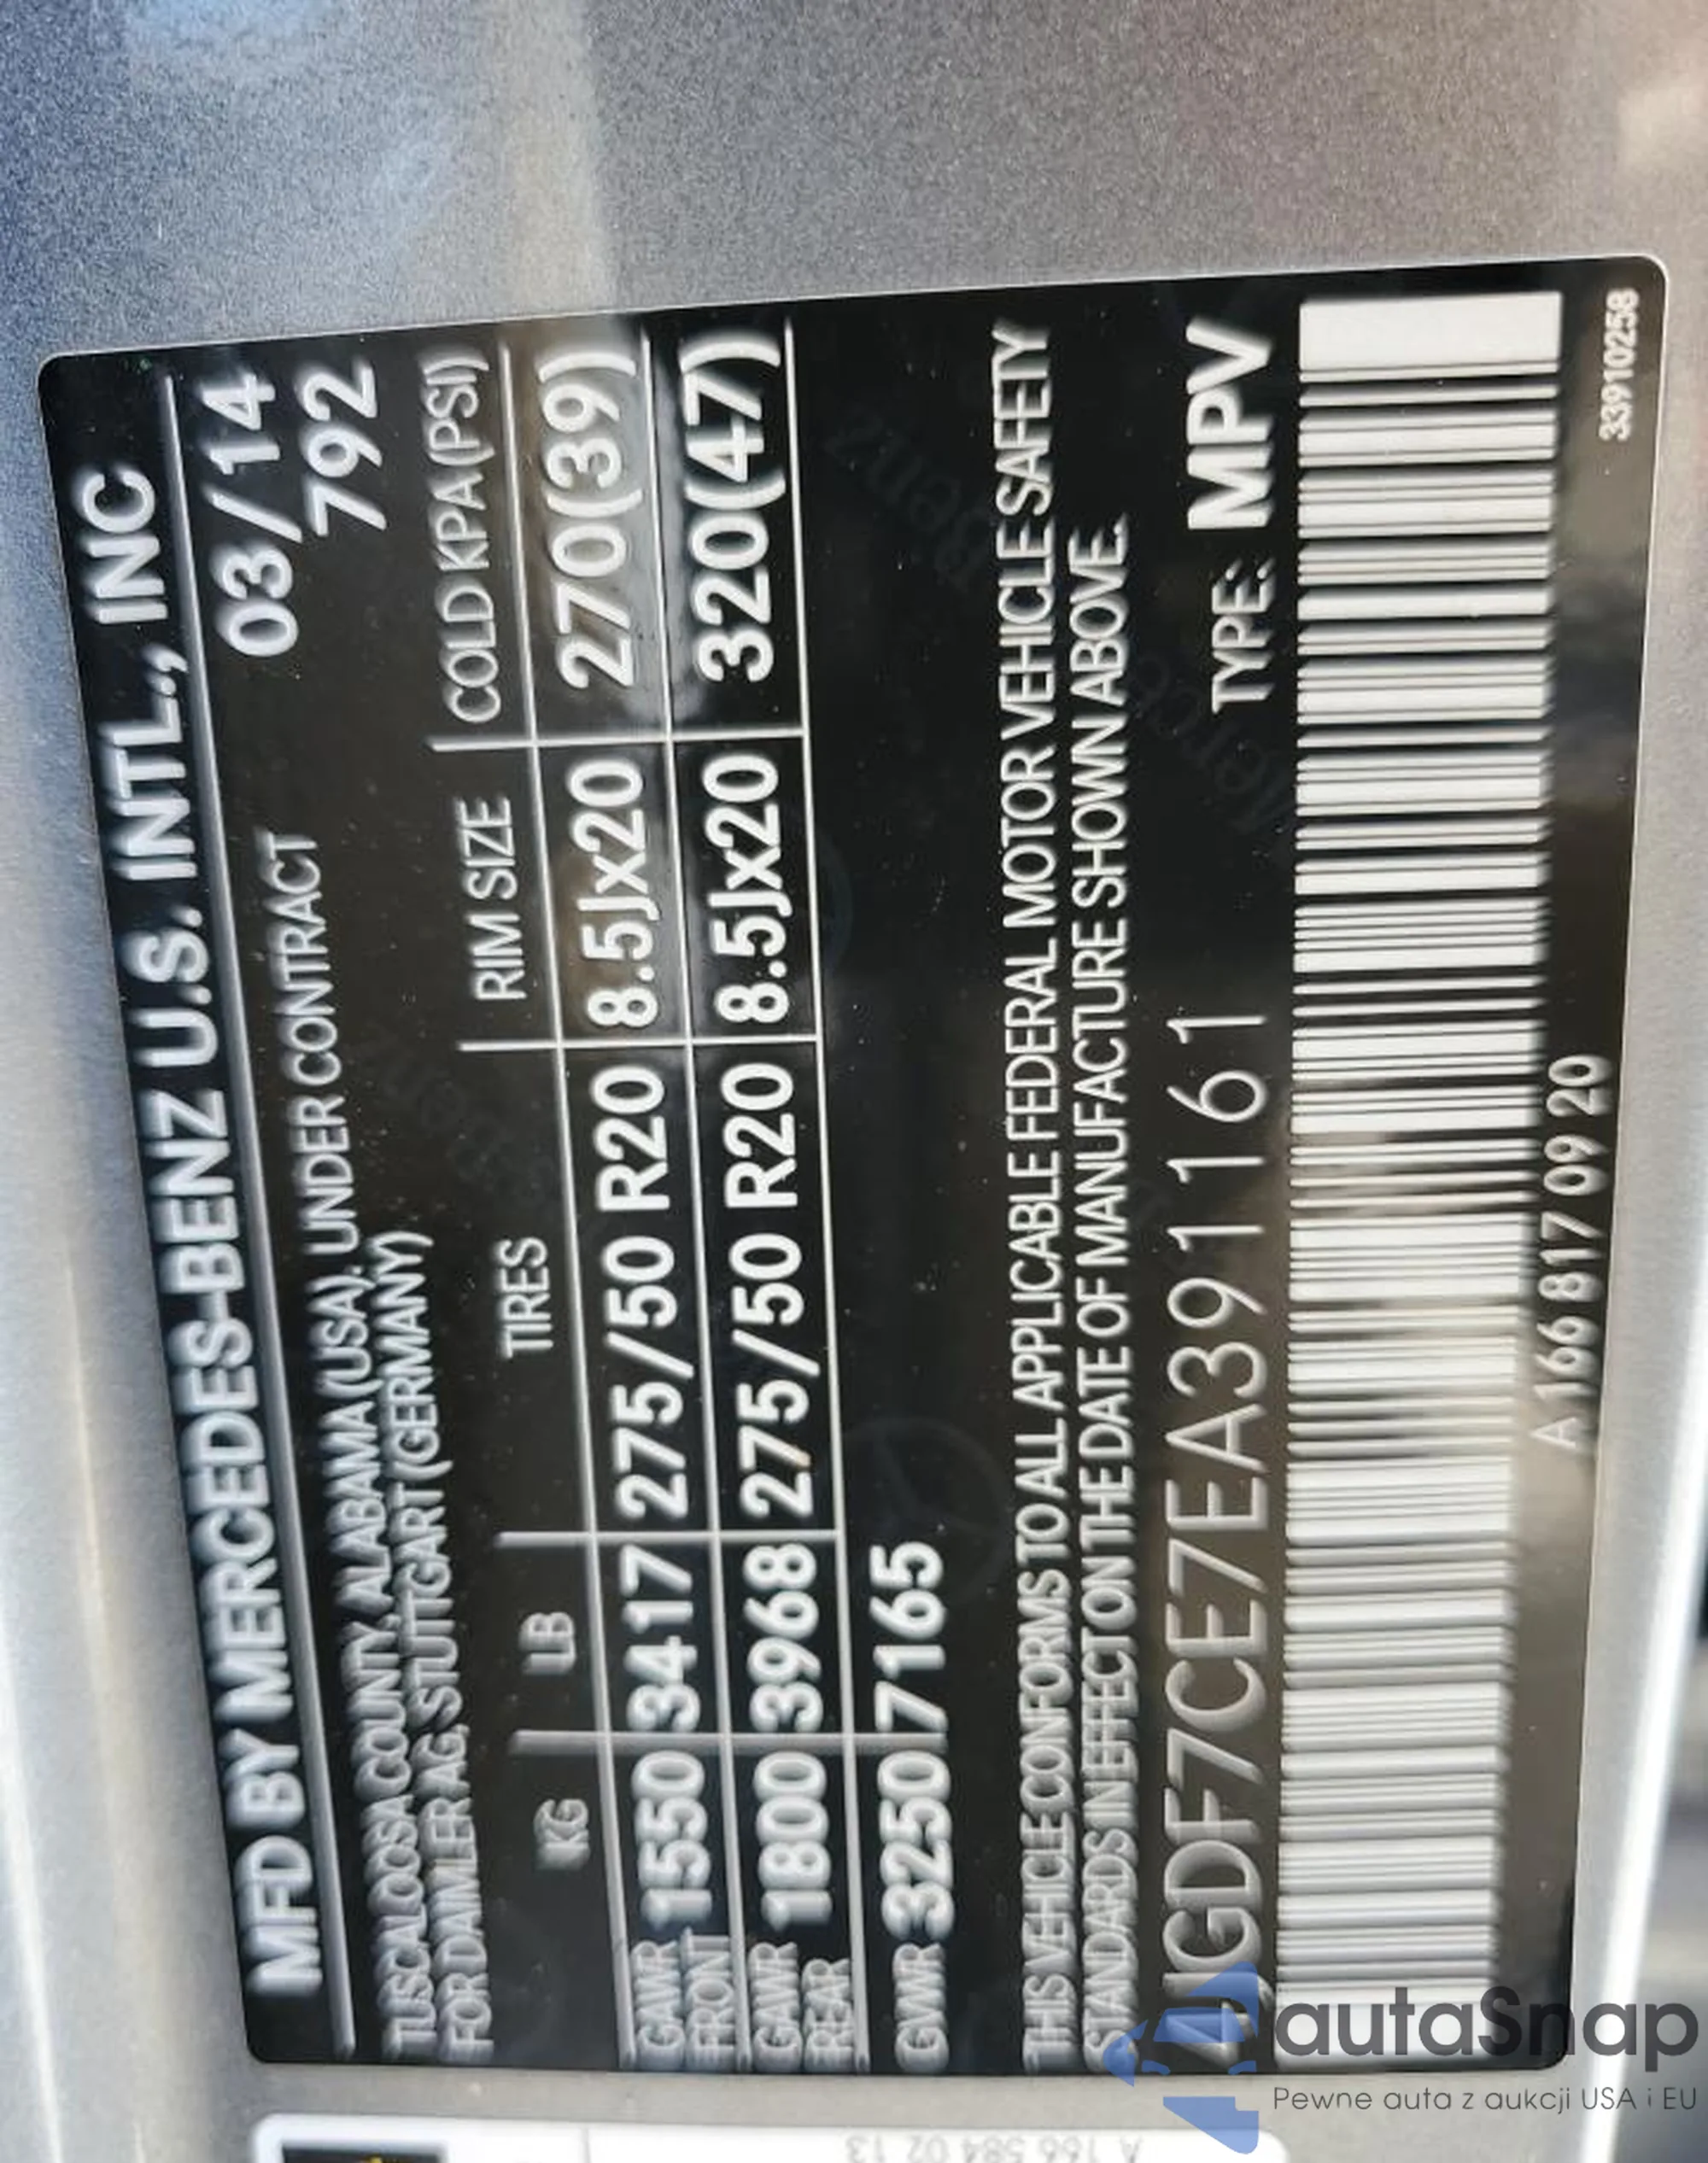 MFD BY MERCEDES-BENZ U.S. INTL., INC
TUSCALOOSA COUNTY, ALABAMA (USA), UNDER CONTRACT 03/14
FOR DAIMLER AG, STUTTGART (GERMANY) 792
KG LB TIRES RIM SIZE COLD KPA(PSI)
GAWR FRONT 1550 3417 275/50 R20 8.5Jx20 270(39)
GAWR REAR 1800 3968 275/50 R20 8.5Jx20 320(47)
GVWR 3250 7165
THIS VEHICLE CONFORMS TO ALL APPLICABLE FEDERAL MOTOR VEHICLE SAFETY
STANDARDS IN EFFECT ON THE DATE OF MANUFACTURE SHOWN ABOVE.
4JGDF7CE7EA391161 TYPE: MPV
A 166 817 09 20
33910258
A 166 584 02 13
autaSnap
Pewne auta z aukcji USA i EU